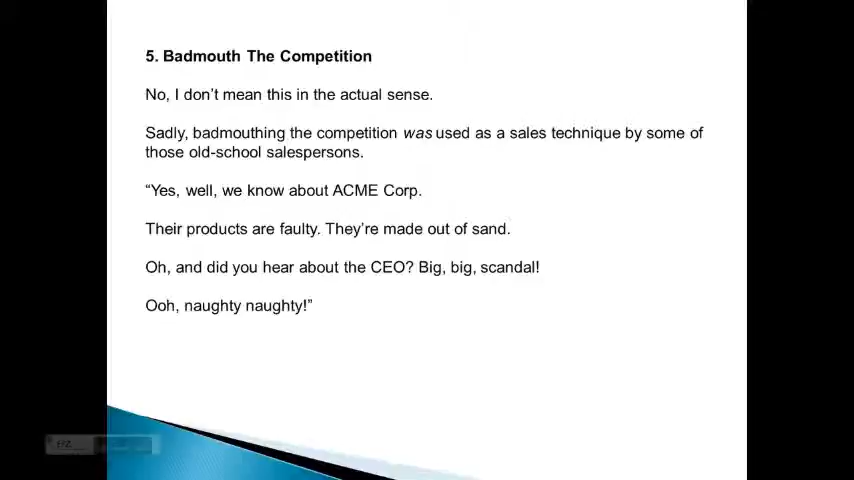 5. Badmouth The Competition
No, I don’t mean this in the actual sense.
Sadly, badmouthing the competition was used as a sales technique by some of
those old-school salespersons.
“Yes, well, we know about ACME Corp.
Their products are faulty. They’re made out of sand.
Oh, and did you hear about the CEO? Big, big, scandal!
Ooh, naughty naughty!”